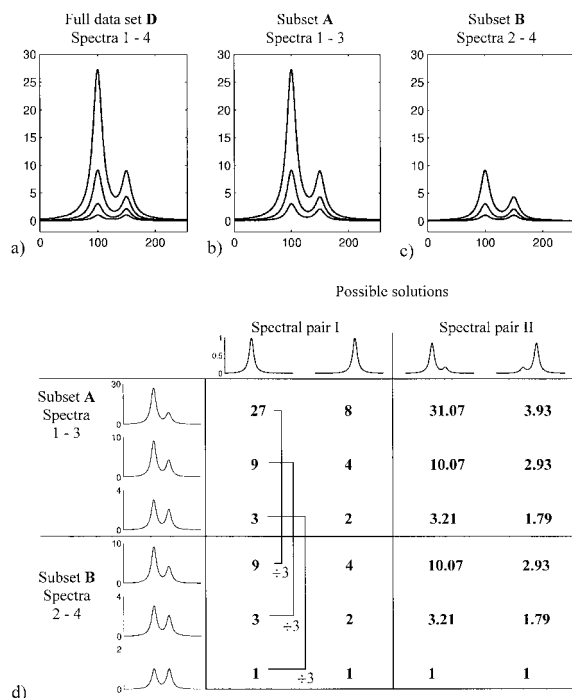 Full data set D
Spectra 1 - 4
Subset A
Spectra 1 - 3
Subset B
Spectra 2 - 4
30
25
20
15
10
5
0
0 100 200
a)
30
25
20
15
10
5
0
0 100 200
b)
30
25
20
15
10
5
0
0 100 200
c)
Possible solutions
Spectral pair I
Spectral pair II
1
0.5
0
Subset A
Spectra
1 - 3
30
0
27 8 31.07 3.93
10
0
9 4 10.07 2.93
4
0
3 2 3.21 1.79
Subset B
Spectra
2 - 4
10
0
9 4 10.07 2.93
÷3
4
0
3 2 3.21 1.79
÷3
2
0
1 1 1 1
÷3
d)